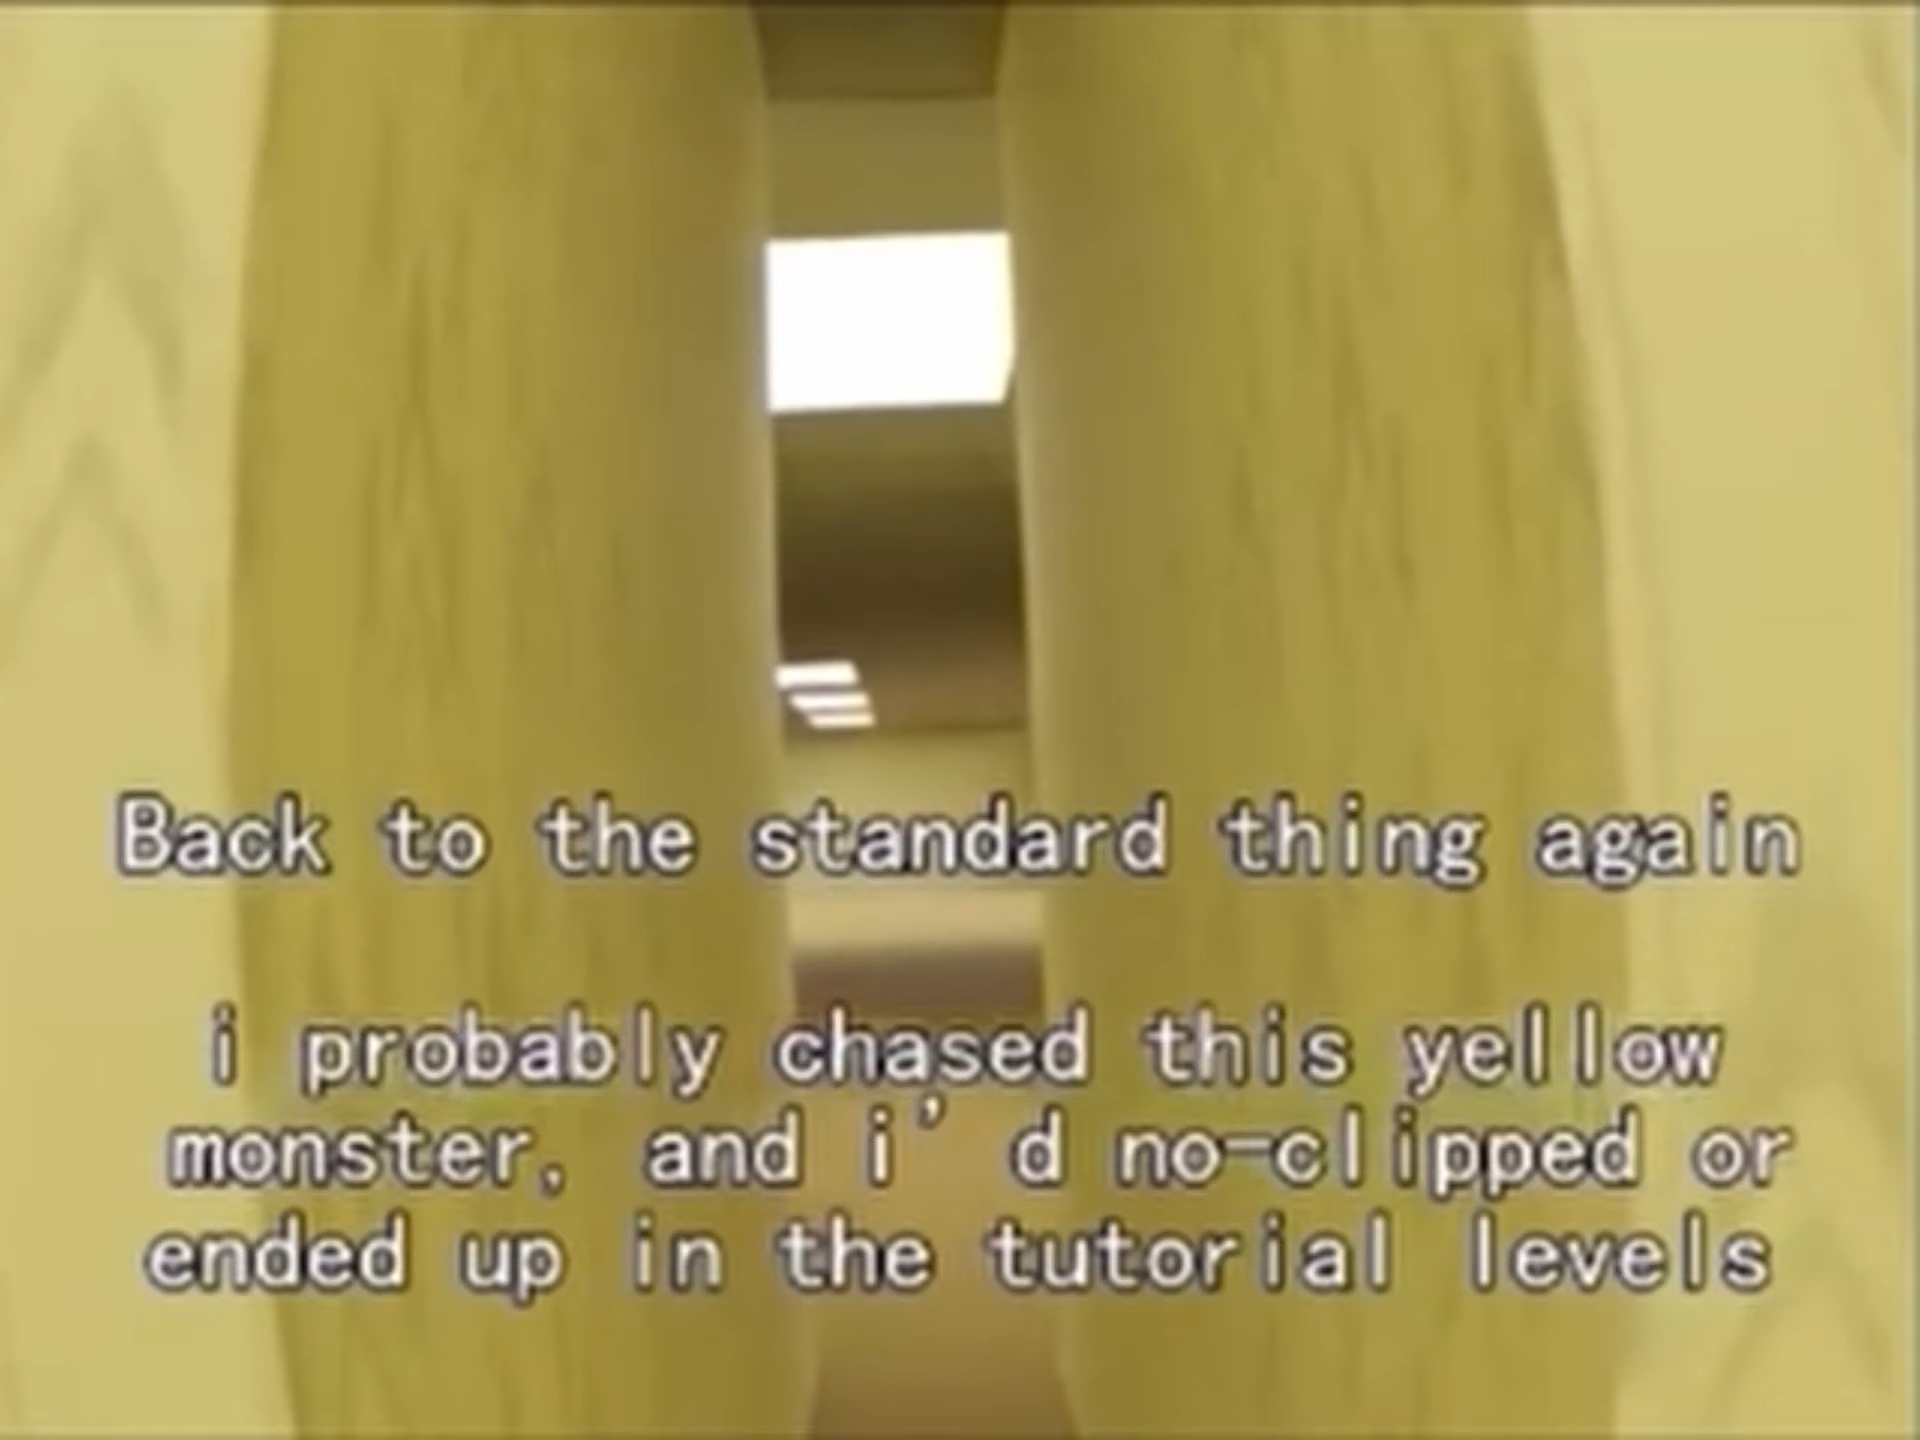 Back to the standard thing again
i probably chased this yellow
monster, and i’d no-clipped or
ended up in the tutorial levels